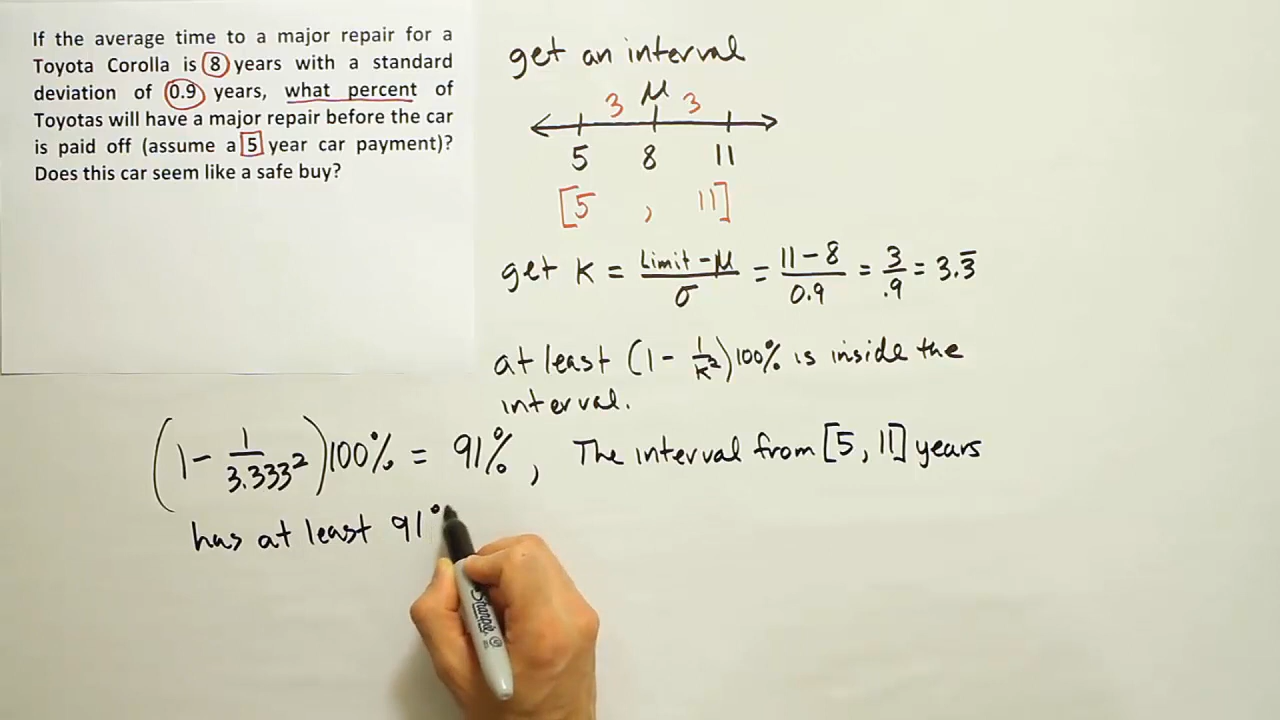 If the average time to a major repair for a
Toyota Corolla is 8 years with a standard
deviation of 0.9 years, what percent of
Toyotas will have a major repair before the car
is paid off (assume a 5 year car payment)?
Does this car seem like a safe buy?
get an interval
3 μ 3
5 8 11
[5 , 11]
get K = Limit-μ/σ = 11-8/0.9 = 3/.9 = 3.3̅
at least (1 - 1/K²)100% is inside the
interval.
(1 - 1/3.333²)100% = 91%, The interval from [5, 11] years
has at least 91%
Sharpie